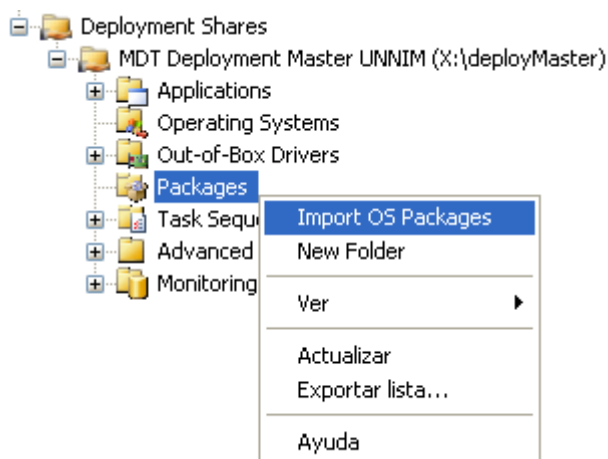 Deployment Shares
MDT Deployment Master UNNIM (X:\deployMaster)
Applications
Operating Systems
Out-of-Box Drivers
Packages
Task Sequ
Advanced
Monitoring
Import OS Packages
New Folder
Ver
Actualizar
Exportar lista...
Ayuda